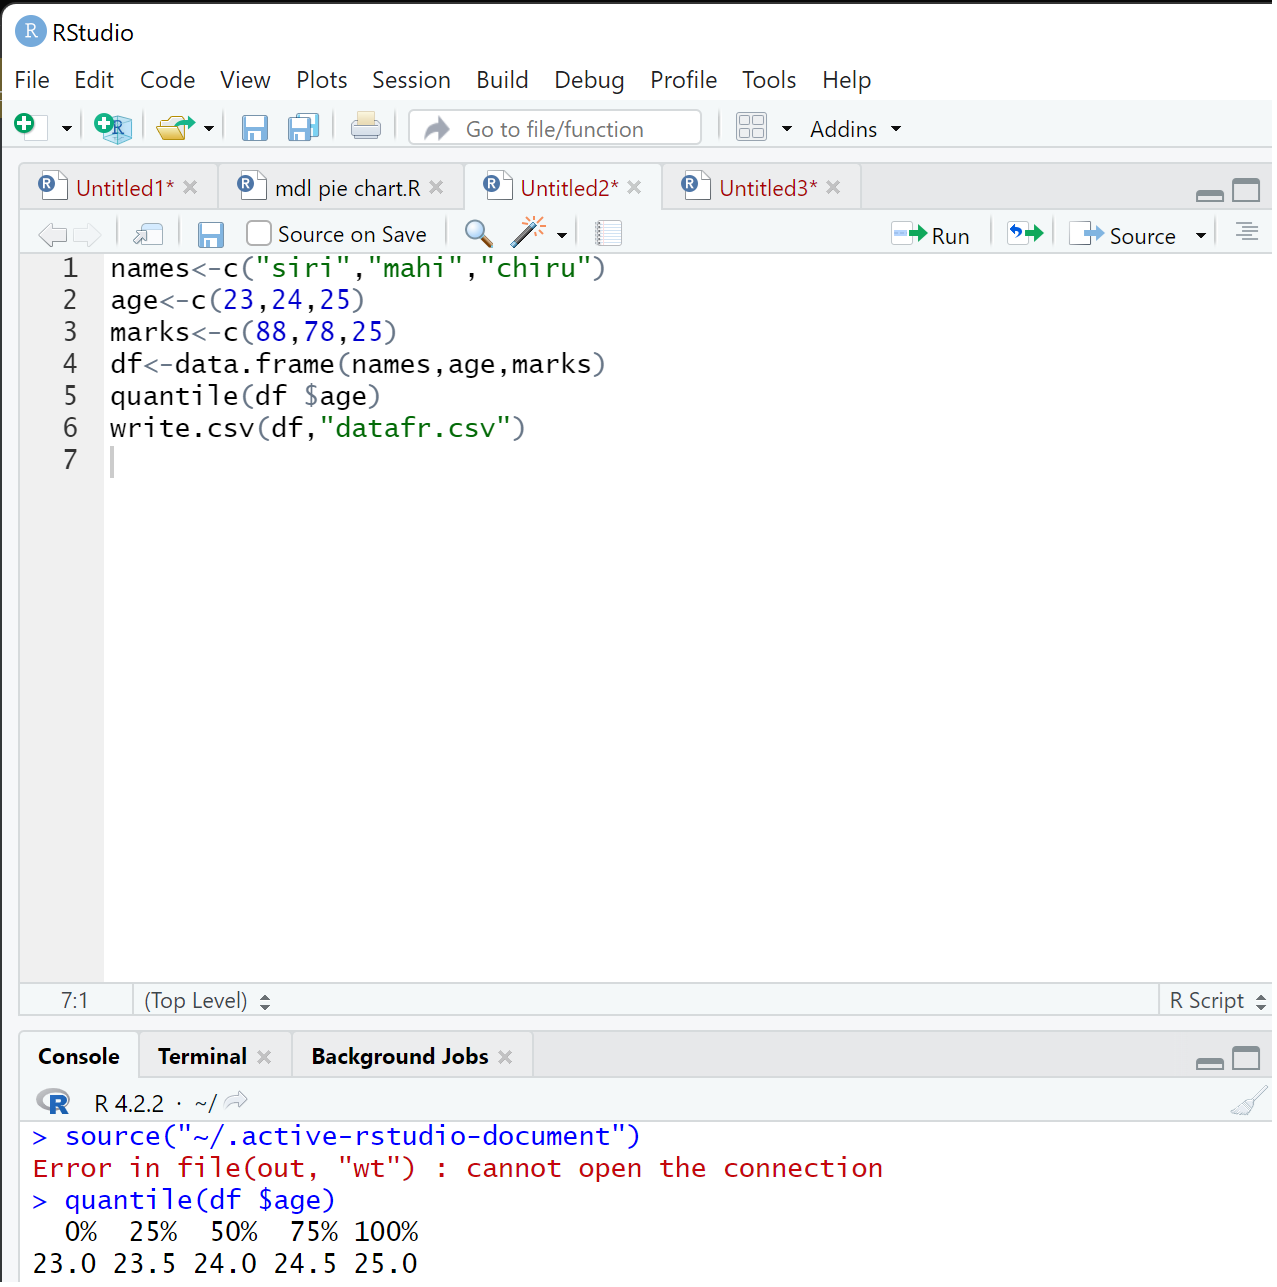 R RStudio
File Edit Code View Plots Session Build Debug Profile Tools Help
R Go to file/function Addins
R Untitled1* R mdl pie chart.R R Untitled2* R Untitled3*
Source on Save Run Source
1 names<-c("siri","mahi","chiru")
2 age<-c(23,24,25)
3 marks<-c(88,78,25)
4 df<-data.frame(names,age,marks)
5 quantile(df $age)
6 write.csv(df,"datafr.csv")
7
7:1 (Top Level) R Script
Console Terminal Background Jobs
R R 4.2.2 · ~/
> source("~/.active-rstudio-document")
Error in file(out, "wt") : cannot open the connection
> quantile(df $age)
0% 25% 50% 75% 100%
23.0 23.5 24.0 24.5 25.0